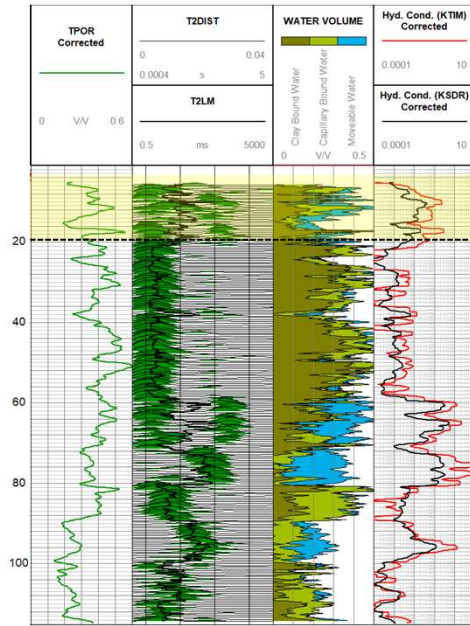 TPOR
Corrected
0 V/V 0.6
T2DIST
0 0.04
0.0004 s 5
T2LM
0.5 ms 5000
WATER VOLUME
Clay Bound Water
Capillary Bound Water
Moveable Water
0 V/V 0.5
Hyd. Cond. (KTIM)
Corrected
0.0001 10
Hyd. Cond. (KSDR)
Corrected
0.0001 10
20
40
60
80
100